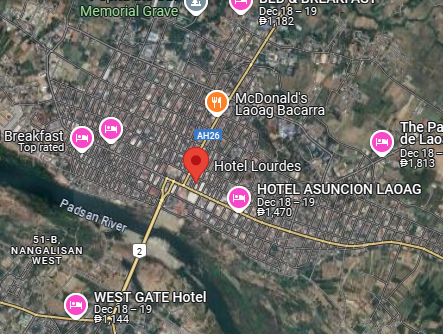 BED & BREAKFAST
Dec 18 – 19
₱1,182
Memorial Grave
McDonald's
Laoag Bacarra
AH26
Breakfast
Top rated
The Pa
de Lao
Dec 18 –
₱1,813
Hotel Lourdes
HOTEL ASUNCION LAOAG
Dec 18 – 19
₱1,470
Padsan River
51-B,
NANGALISAN
WEST
2
WEST GATE Hotel
Dec 18 – 19
₱1,144